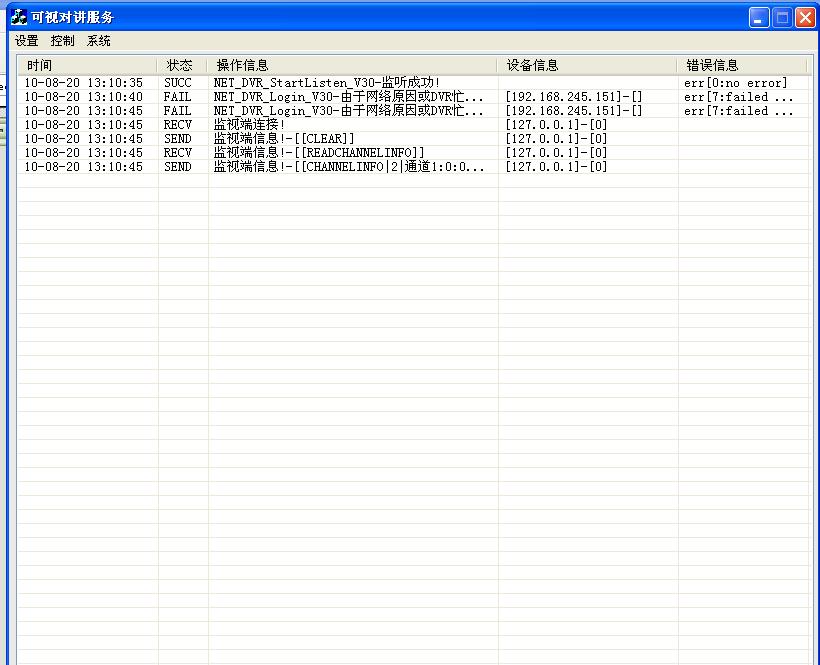 可视对讲服务
设置 控制 系统
时间 状态 操作信息 设备信息 错误信息
10-08-20 13:10:35 SUCC NET_DVR_StartListen_V30-监听成功! err[0:no error]
10-08-20 13:10:40 FAIL NET_DVR_Login_V30-由于网络原因或DVR忙... [192.168.245.151]-[] err[7:failed ...
10-08-20 13:10:45 FAIL NET_DVR_Login_V30-由于网络原因或DVR忙... [192.168.245.151]-[] err[7:failed ...
10-08-20 13:10:45 RECV 监视端连接! [127.0.0.1]-[0]
10-08-20 13:10:45 SEND 监视端信息!-[[CLEAR]] [127.0.0.1]-[0]
10-08-20 13:10:45 RECV 监视端信息!-[[READCHANNELINFO]] [127.0.0.1]-[0]
10-08-20 13:10:45 SEND 监视端信息!-[[CHANNELINFO|2|通道1:0:0... [127.0.0.1]-[0]